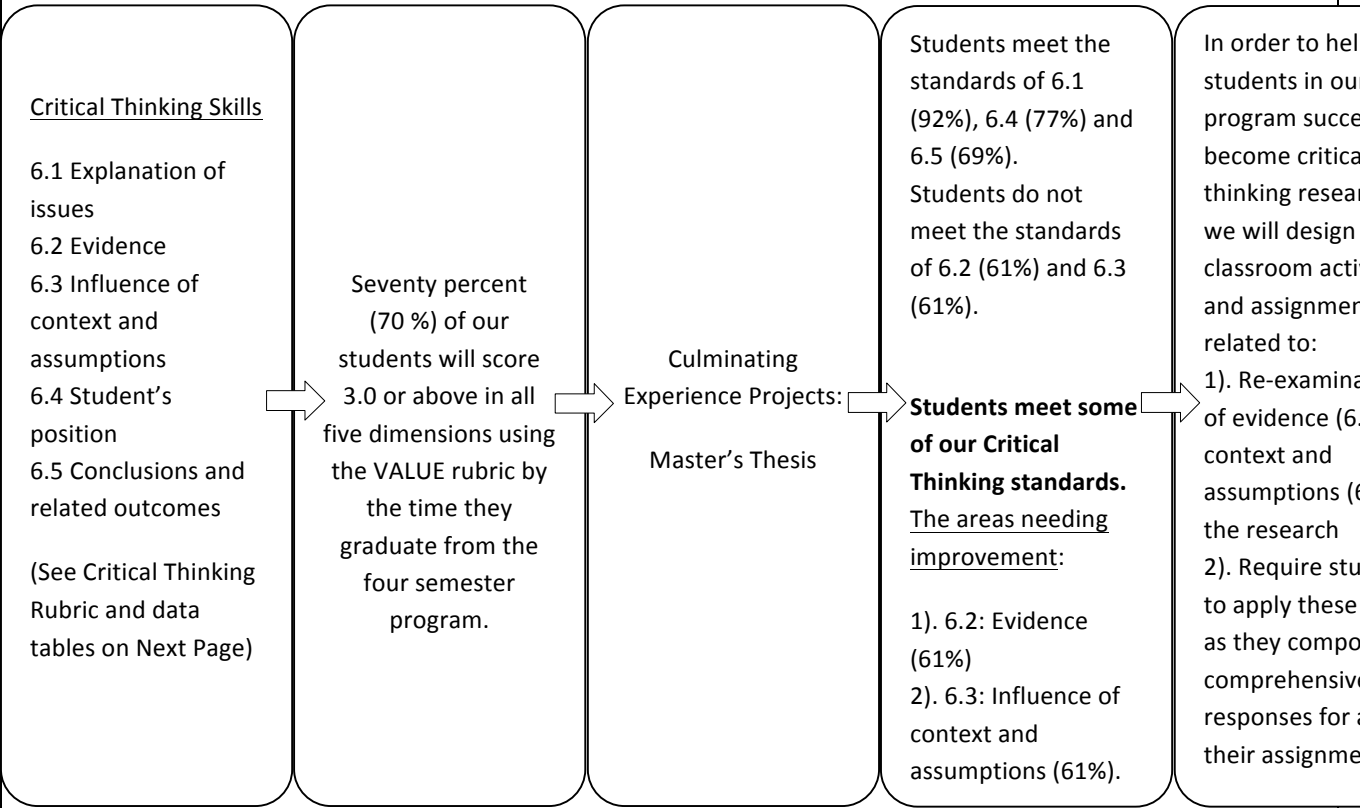 Critical Thinking Skills
6.1 Explanation of
issues
6.2 Evidence
6.3 Influence of
context and
assumptions
6.4 Student’s
position
6.5 Conclusions and
related outcomes
(See Critical Thinking
Rubric and data
tables on Next Page)
Seventy percent
(70 %) of our
students will score
3.0 or above in all
five dimensions using
the VALUE rubric by
the time they
graduate from the
four semester
program.
Culminating
Experience Projects:
Master’s Thesis
Students meet the
standards of 6.1
(92%), 6.4 (77%) and
6.5 (69%).
Students do not
meet the standards
of 6.2 (61%) and 6.3
(61%).
Students meet some
of our Critical
Thinking standards.
The areas needing
improvement:
1). 6.2: Evidence
(61%)
2). 6.3: Influence of
context and
assumptions (61%).
In order to
students in
program
become
thinking
we will design
classroom
and
related to:
1).
of evidence
context and
assumptions
the research
2). Require
to apply these
as they
responses for
their